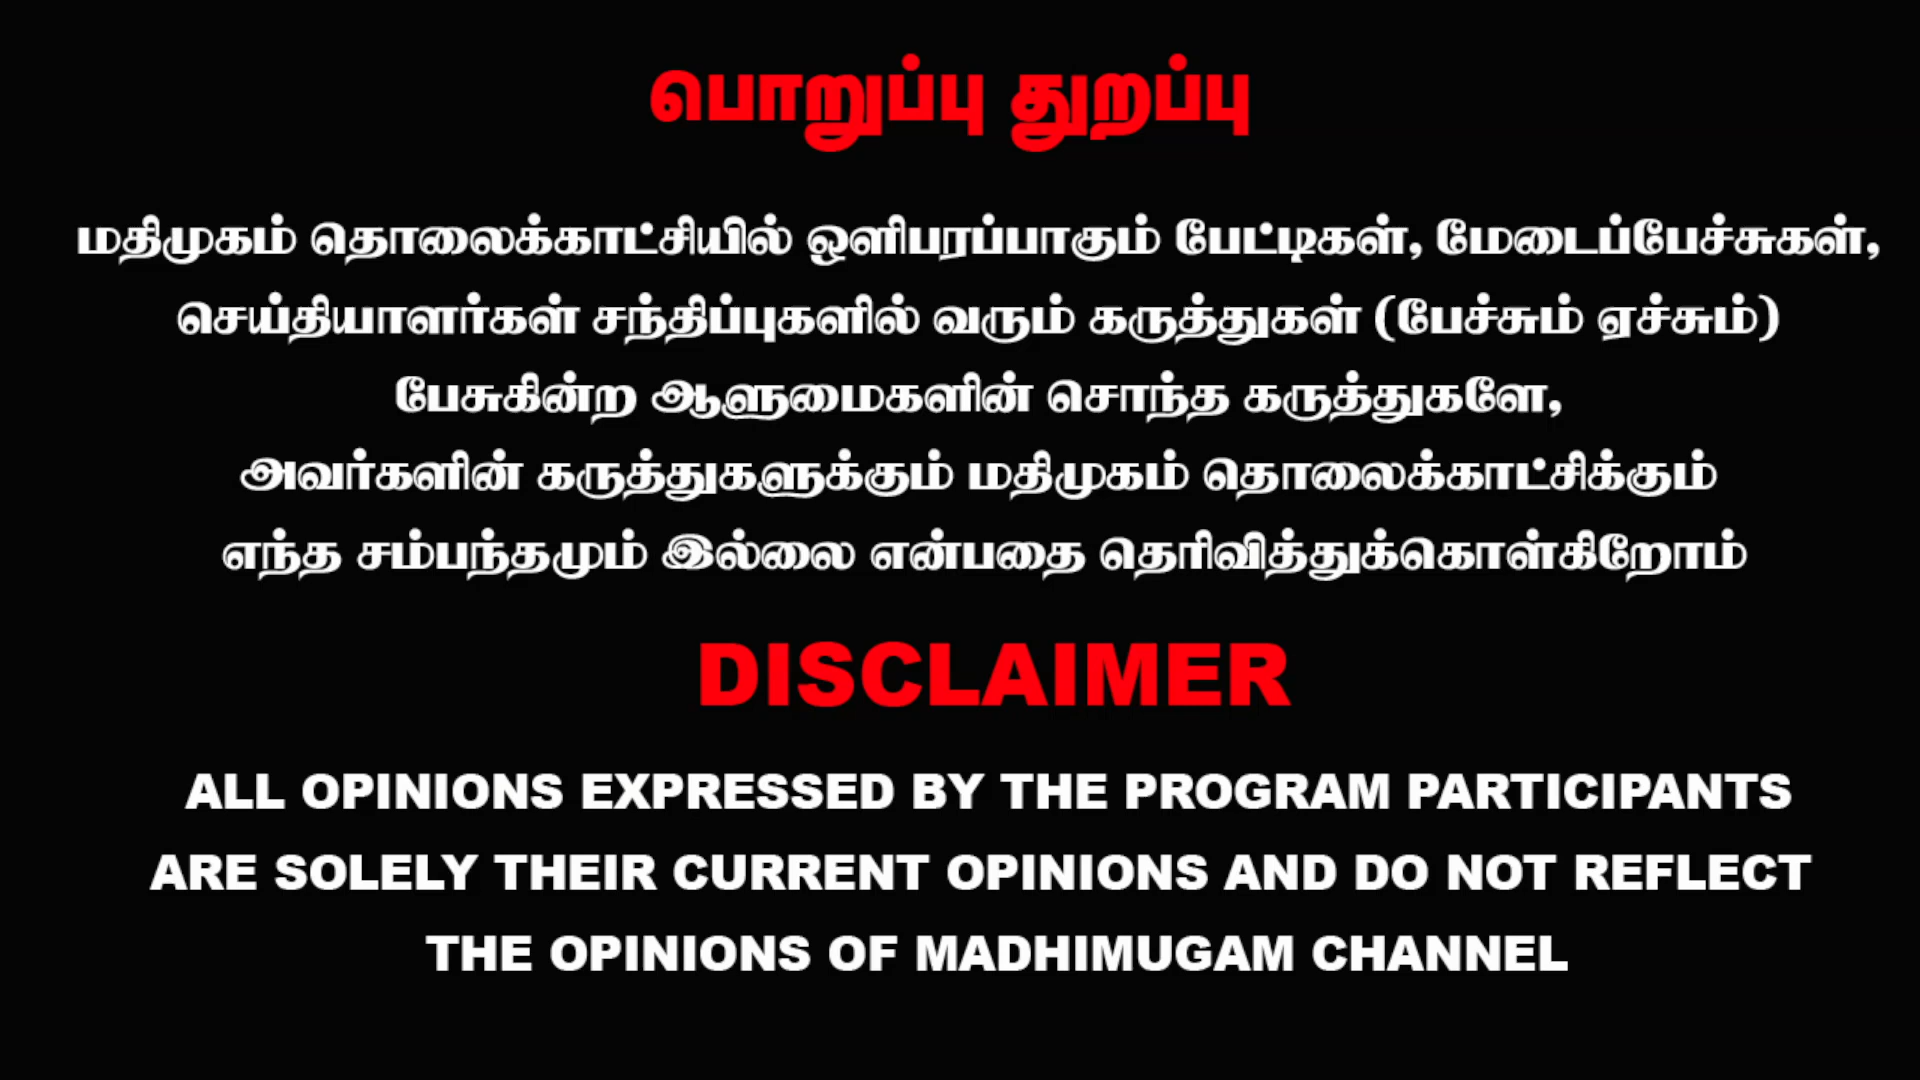 பொறுப்பு துறப்பு
மதிமுகம் தொலைக்காட்சியில் ஒளிபரப்பாகும் பேட்டிகள், மேடைப்பேச்சுகள்,
செய்தியாளர்கள் சந்திப்புகளில் வரும் கருத்துகள் (பேச்சும் ஏச்சும்)
பேசுகின்ற ஆளுமைகளின் சொந்த கருத்துகளே,
அவர்களின் கருத்துகளுக்கும் மதிமுகம் தொலைக்காட்சிக்கும்
எந்த சம்பந்தமும் இல்லை என்பதை தெரிவித்துக்கொள்கிறோம்
DISCLAIMER
ALL OPINIONS EXPRESSED BY THE PROGRAM PARTICIPANTS
ARE SOLELY THEIR CURRENT OPINIONS AND DO NOT REFLECT
THE OPINIONS OF MADHIMUGAM CHANNEL